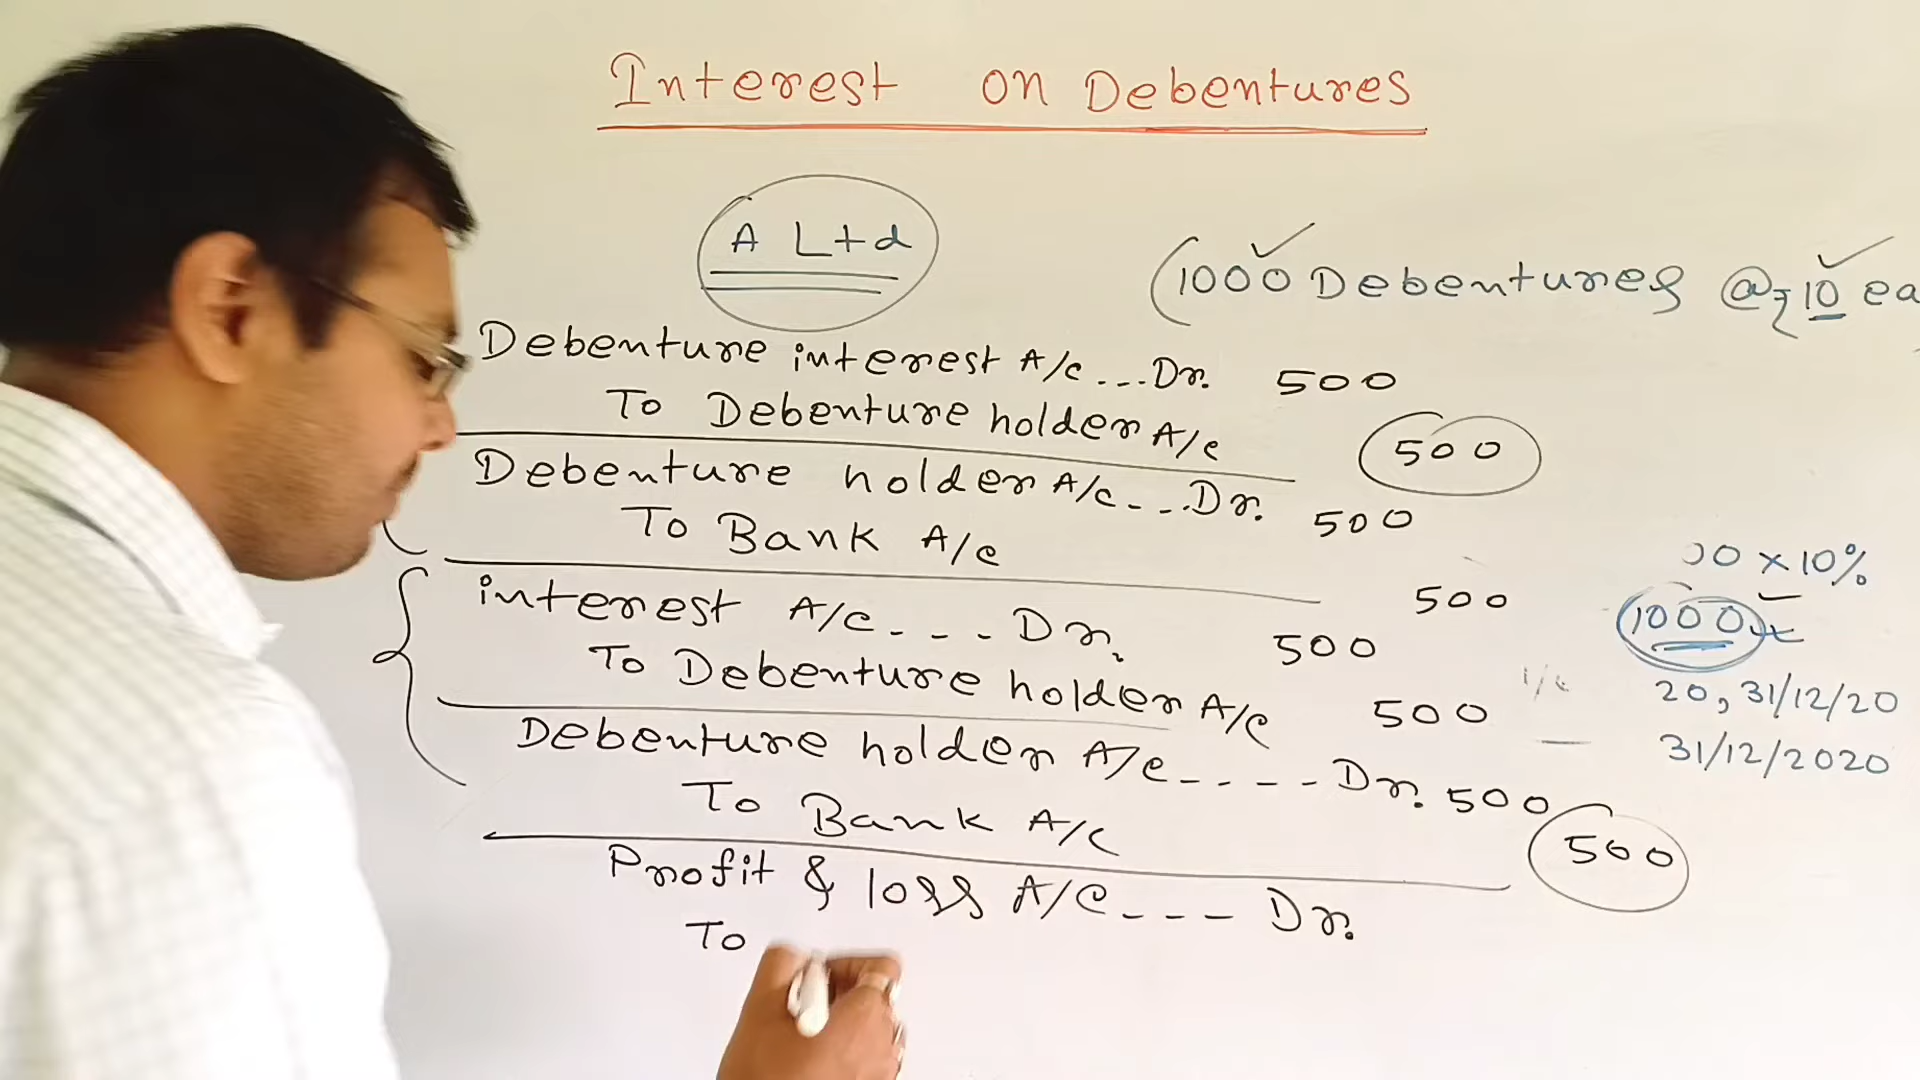 Interest on Debentures
A Ltd
(1000 Debentures @ ₹10 ea
Debenture interest A/c ... Dr. 500
To Debenture holder A/c 500
Debenture holder A/c - - .. Dr. 500
To Bank A/c 500
interest A/c - - - Dr. 500
To Debenture holder A/c 500
Debenture holder A/c - - - - Dr. 500
To Bank A/c 500
Profit & loss A/c - - - Dr.
To
00 x 10%
1000
20, 31/12/20
31/12/2020